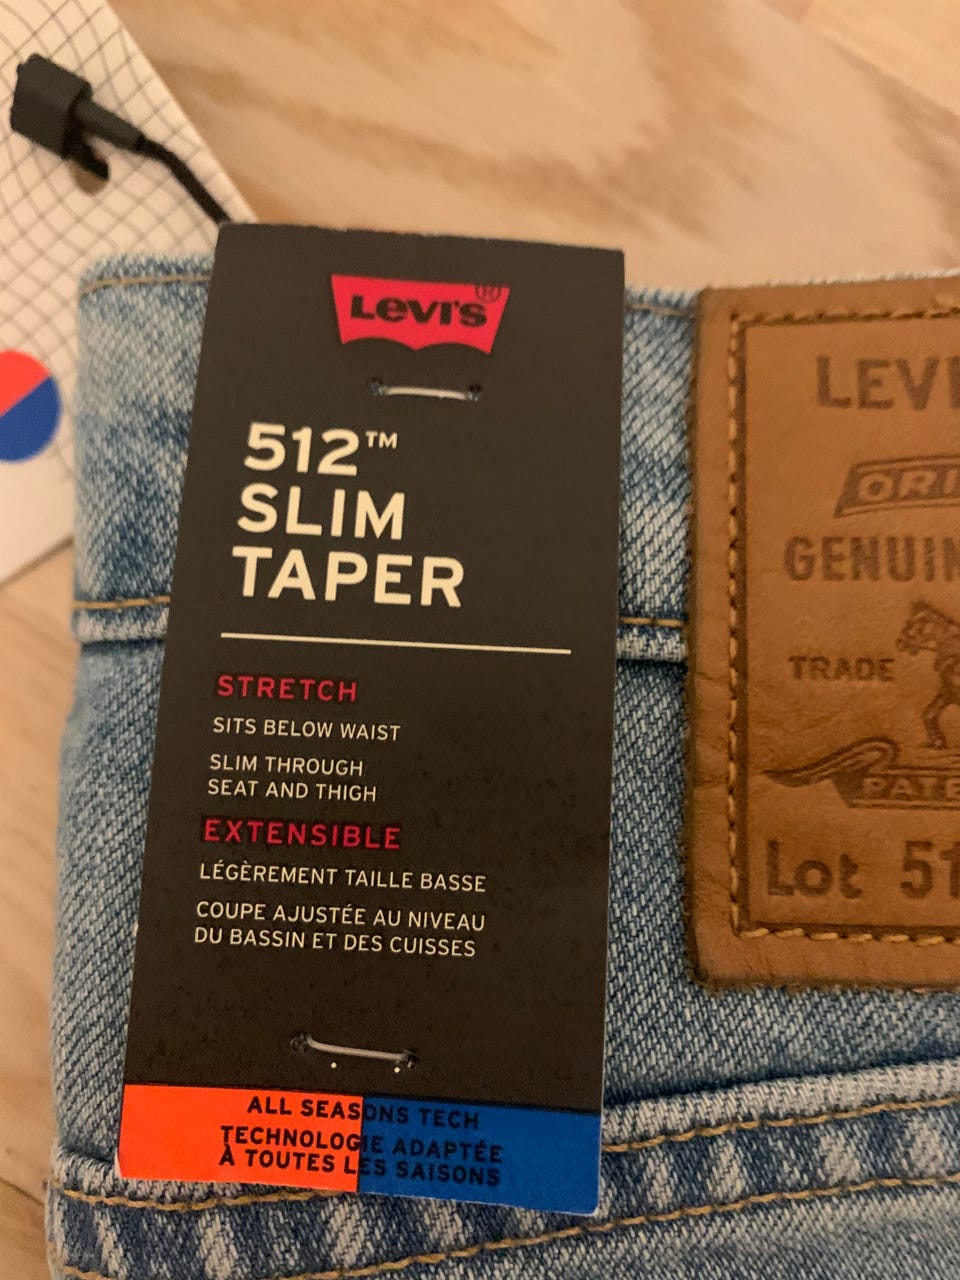 Levi's®
512™
SLIM
TAPER
STRETCH
SITS BELOW WAIST
SLIM THROUGH
SEAT AND THIGH
EXTENSIBLE
LÉGÈREMENT TAILLE BASSE
COUPE AJUSTÉE AU NIVEAU
DU BASSIN ET DES CUISSES
ALL SEASONS TECH
TECHNOLOGIE ADAPTÉE
À TOUTES LES SAISONS
LEVI
ORI
GENUIN
TRADE
PATE
Lot 51